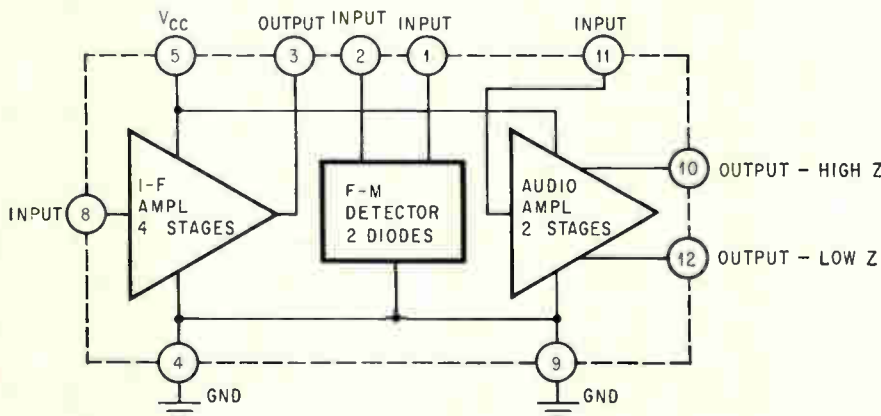 VCC
OUTPUT
INPUT
INPUT
INPUT
5
3
2
1
11
I-F
AMPL
4 STAGES
F-M
DETECTOR
2 DIODES
AUDIO
AMPL
2 STAGES
10
OUTPUT - HIGH Z
INPUT
8
12
OUTPUT - LOW Z
4
9
GND
GND